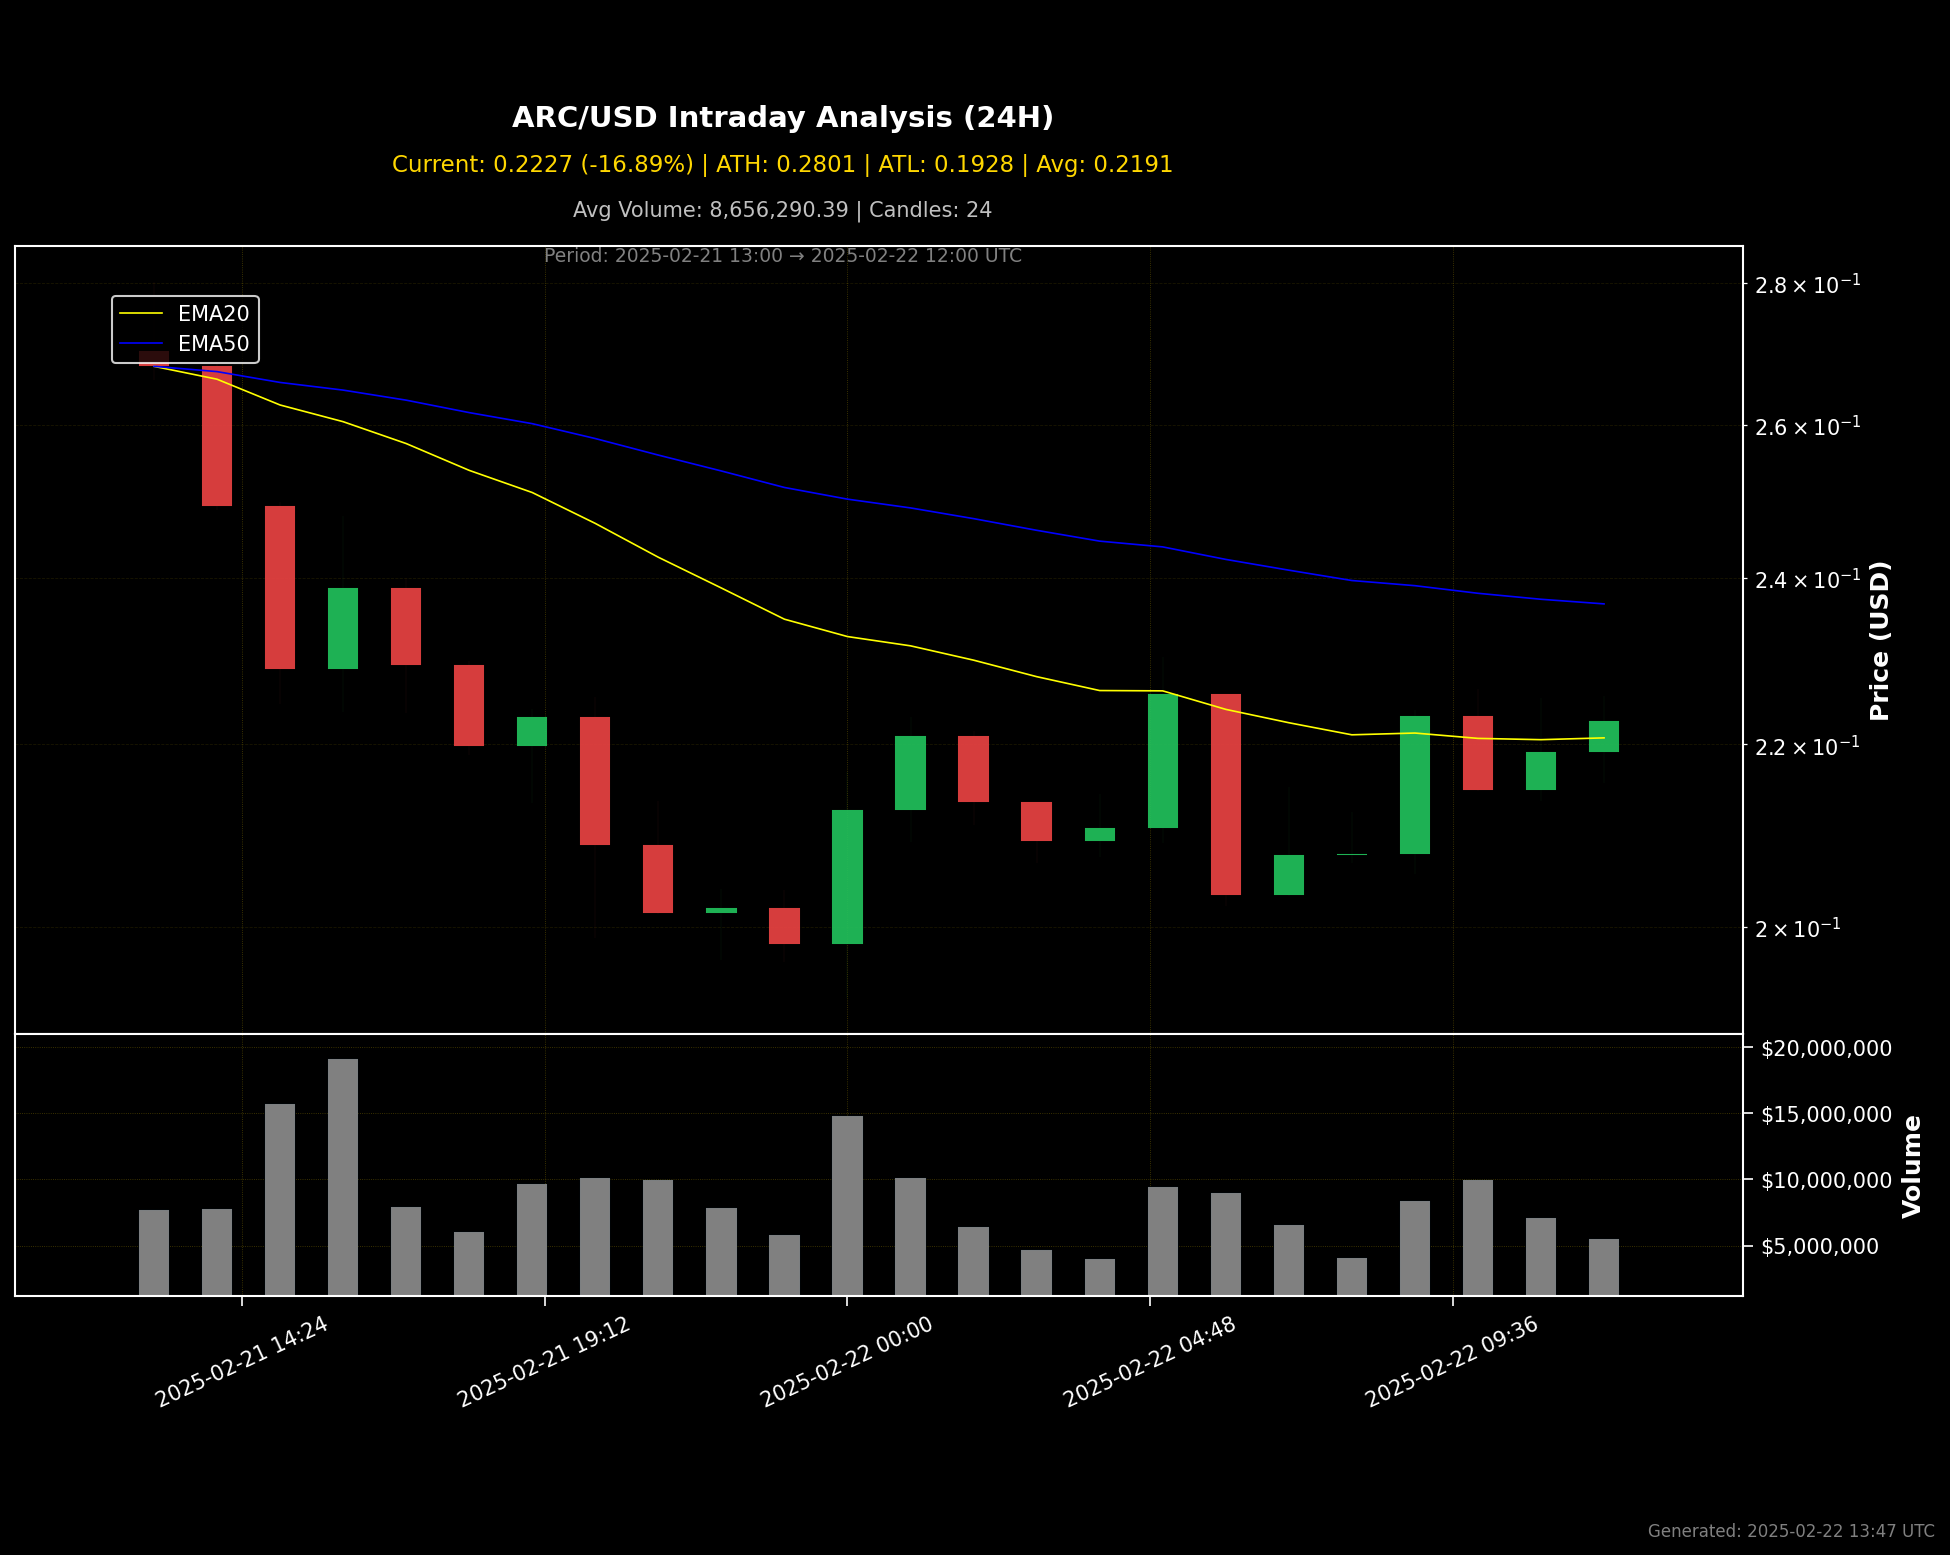 ARC/USD Intraday Analysis (24H)
Current: 0.2227 (-16.89%) | ATH: 0.2801 | ATL: 0.1928 | Avg: 0.2191
Avg Volume: 8,656,290.39 | Candles: 24
Period: 2025-02-21 13:00 → 2025-02-22 12:00 UTC
EMA20
EMA50
2.8 × 10⁻¹
2.6 × 10⁻¹
2.4 × 10⁻¹
2.2 × 10⁻¹
2 × 10⁻¹
Price (USD)
$20,000,000
$15,000,000
$10,000,000
$5,000,000
Volume
2025-02-21 14:24
2025-02-21 19:12
2025-02-22 00:00
2025-02-22 04:48
2025-02-22 09:36
Generated: 2025-02-22 13:47 UTC